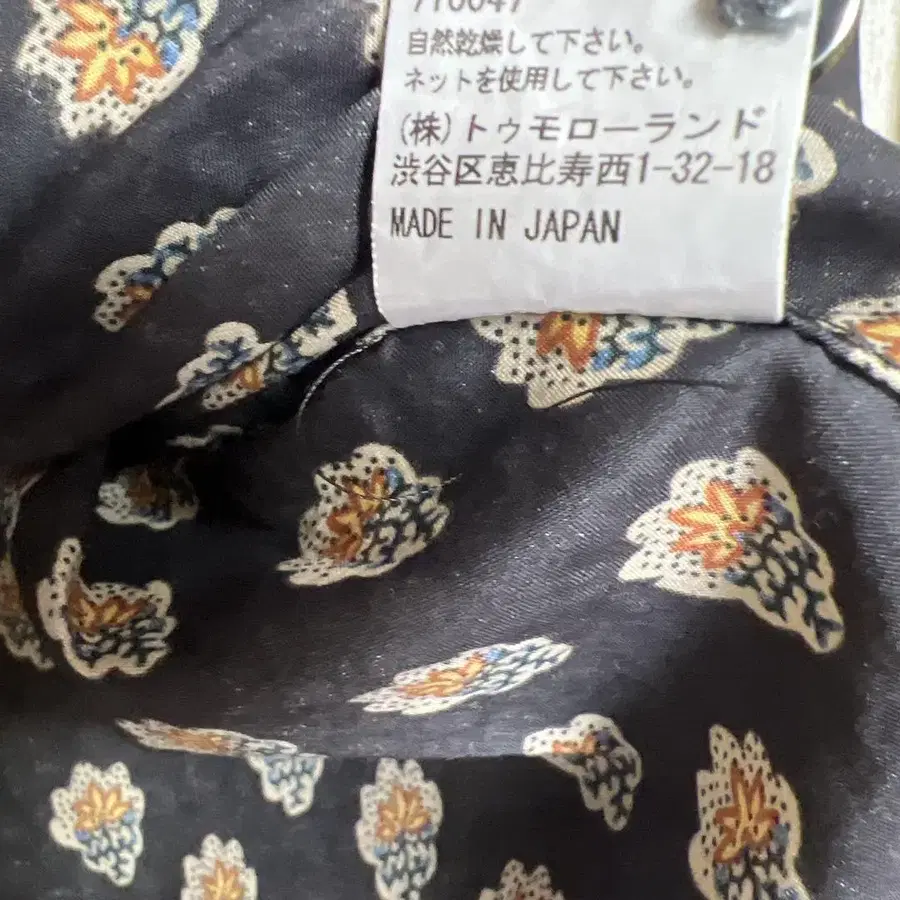 710047
自然乾燥して下さい。
ネットを使用して下さい。
(株)トゥモローランド
渋谷区恵比寿西1-32-18
MADE IN JAPAN